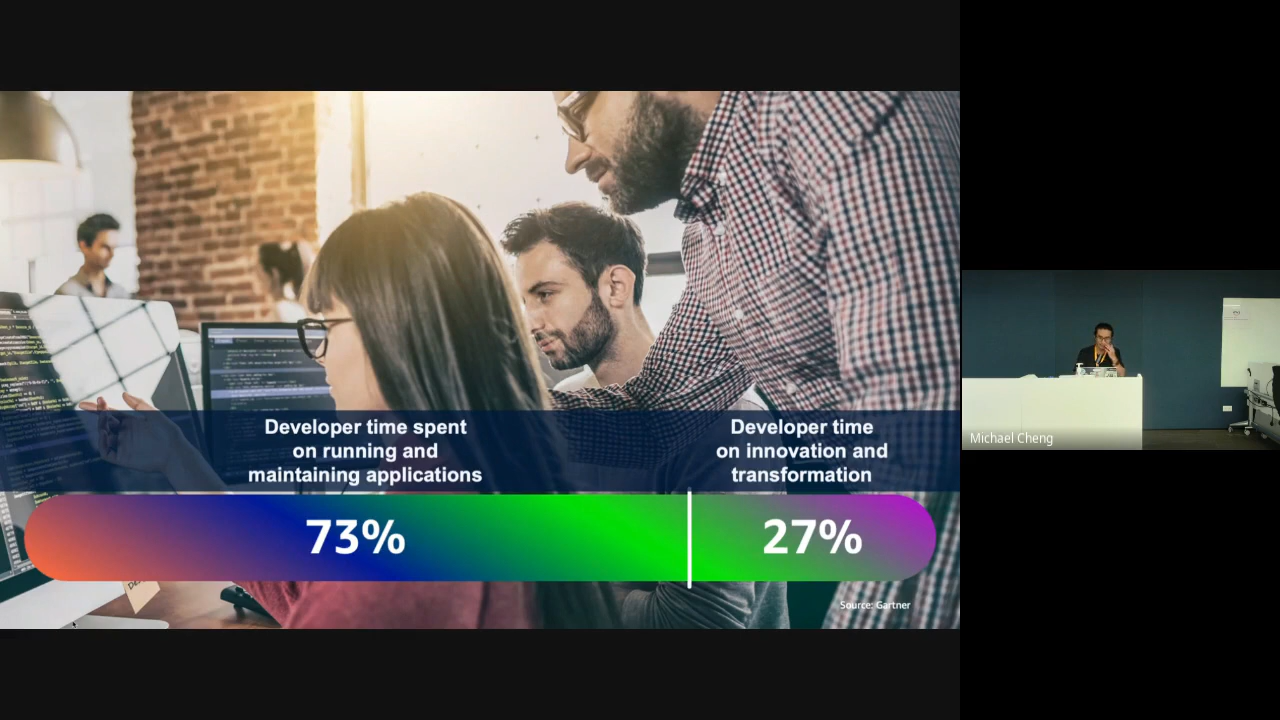 Developer time spent
on running and
maintaining applications
Developer time
on innovation and
transformation
73%
27%
Source: Gartner
Michael Cheng